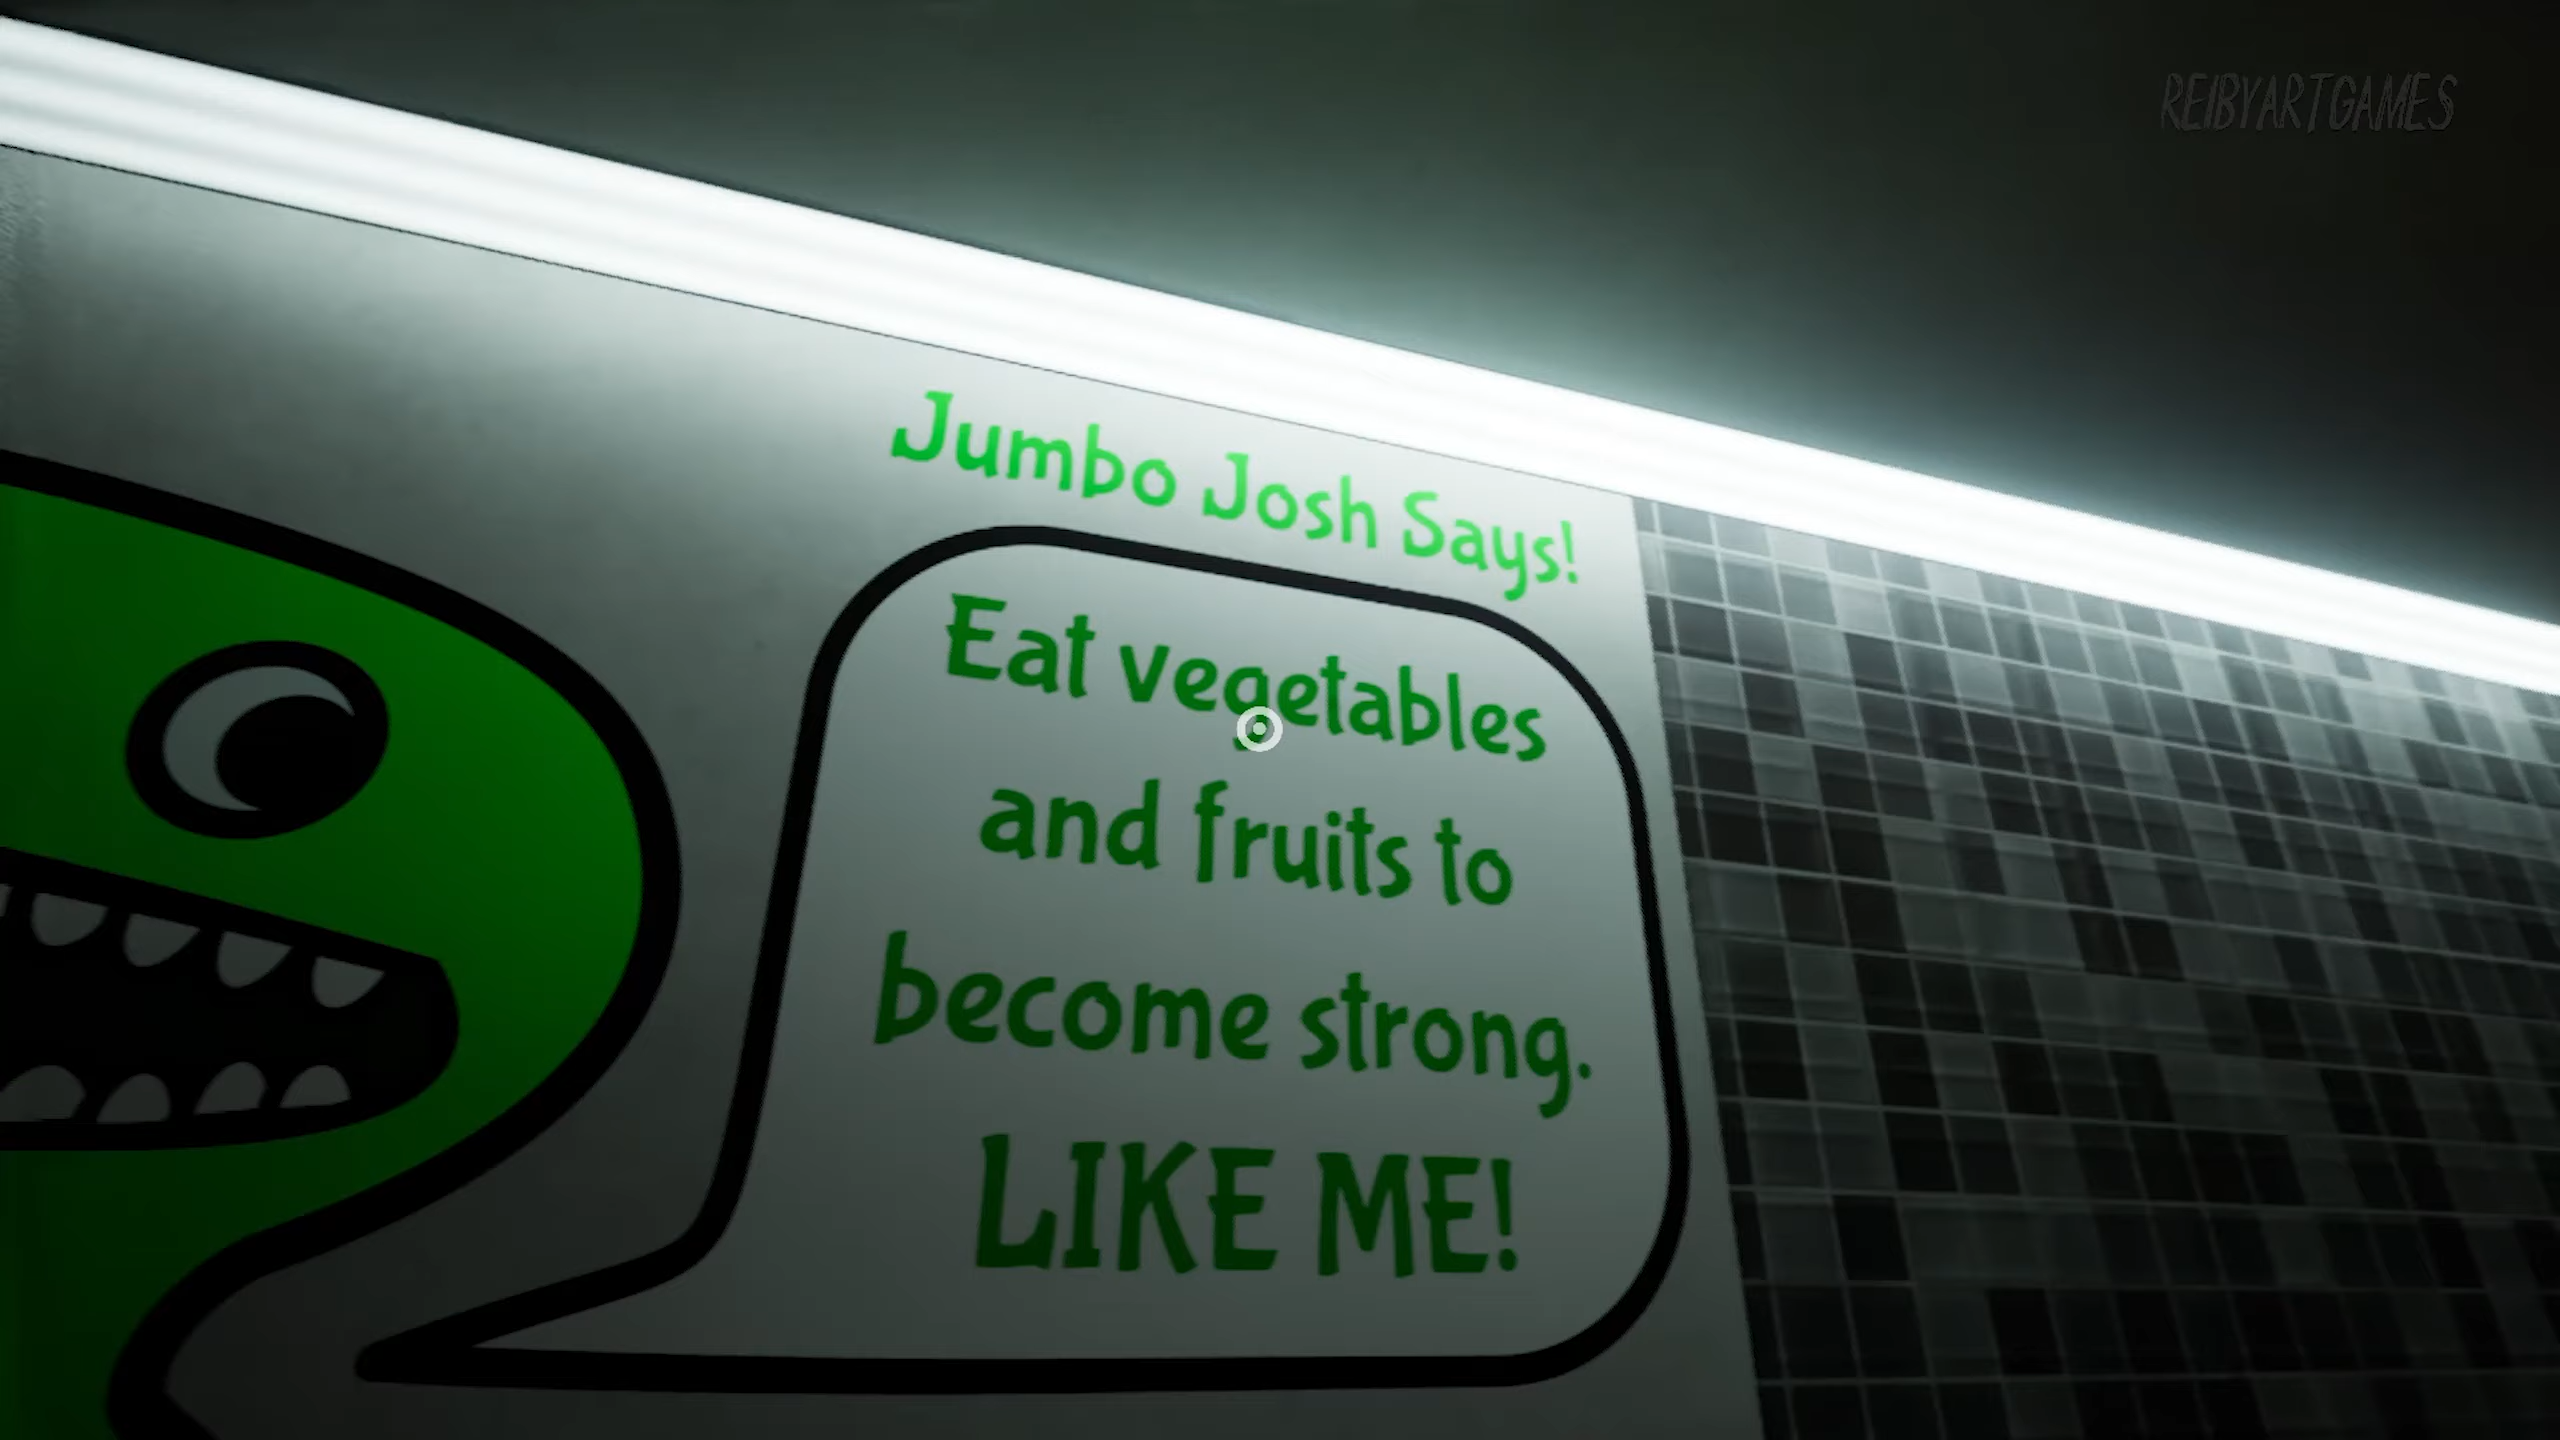 REIBYARTGAMES
Jumbo Josh Says!
Eat vegetables
and fruits to
become strong.
LIKE ME!